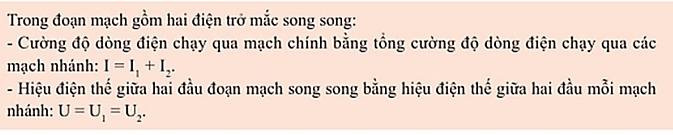 Trong đoạn mạch gồm hai điện trở mắc song song:
- Cường độ dòng điện chạy qua mạch chính bằng tổng cường độ dòng điện chạy qua các
mạch nhánh: I = I₁ + I₂.
- Hiệu điện thế giữa hai đầu đoạn mạch song song bằng hiệu điện thế giữa hai đầu mỗi mạch
nhánh: U = U₁ = U₂.